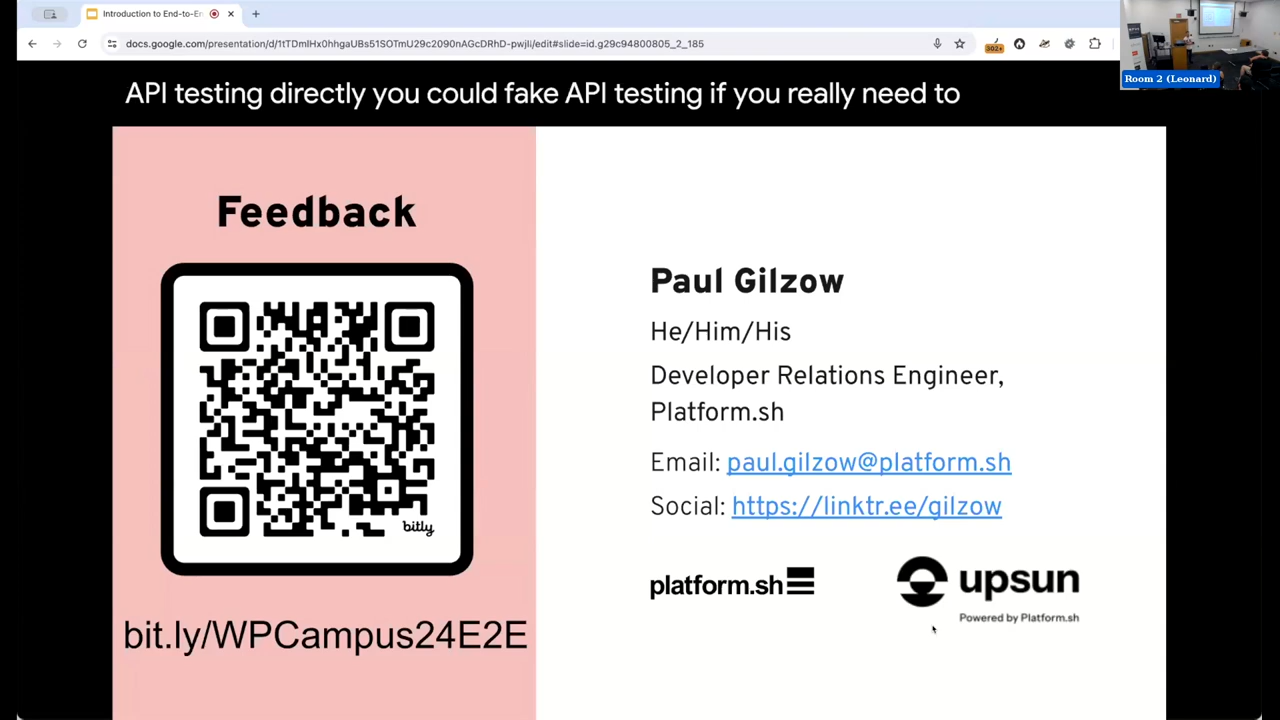 Introduction to End-to-En
docs.google.com/presentation/d/1tTDmIHx0hhgaUBs51SOTmU29c2090nAGcDRhD-pwjlI/edit#slide=id.g29c94800805_2_185
302+
Room 2 (Leonard)
API testing directly you could fake API testing if you really need to
Feedback
bitly
bit.ly/WPCampus24E2E
Paul Gilzow
He/Him/His
Developer Relations Engineer,
Platform.sh
Email: paul.gilzow@platform.sh
Social: https://linktr.ee/gilzow
platform.sh
upsun
Powered by Platform.sh